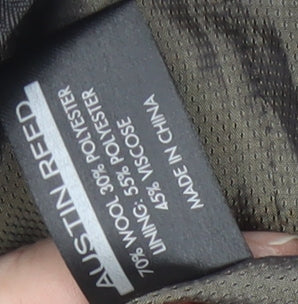 AUSTIN REED
70% WOOL 30% POLYESTER
LINING: 55% POLYESTER
45% VISCOSE
MADE IN CHINA